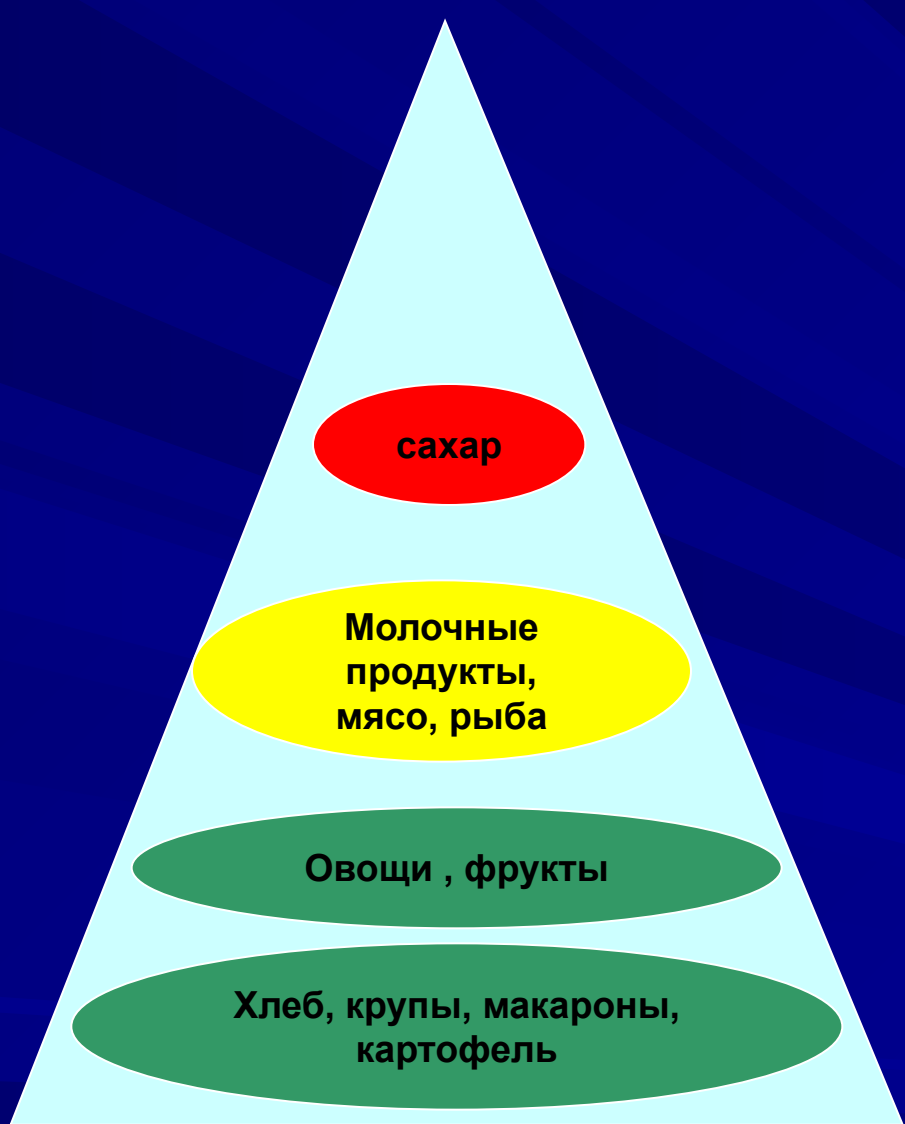 сахар
Молочные
продукты,
мясо, рыба
Овощи , фрукты
Хлеб, крупы, макароны,
картофель